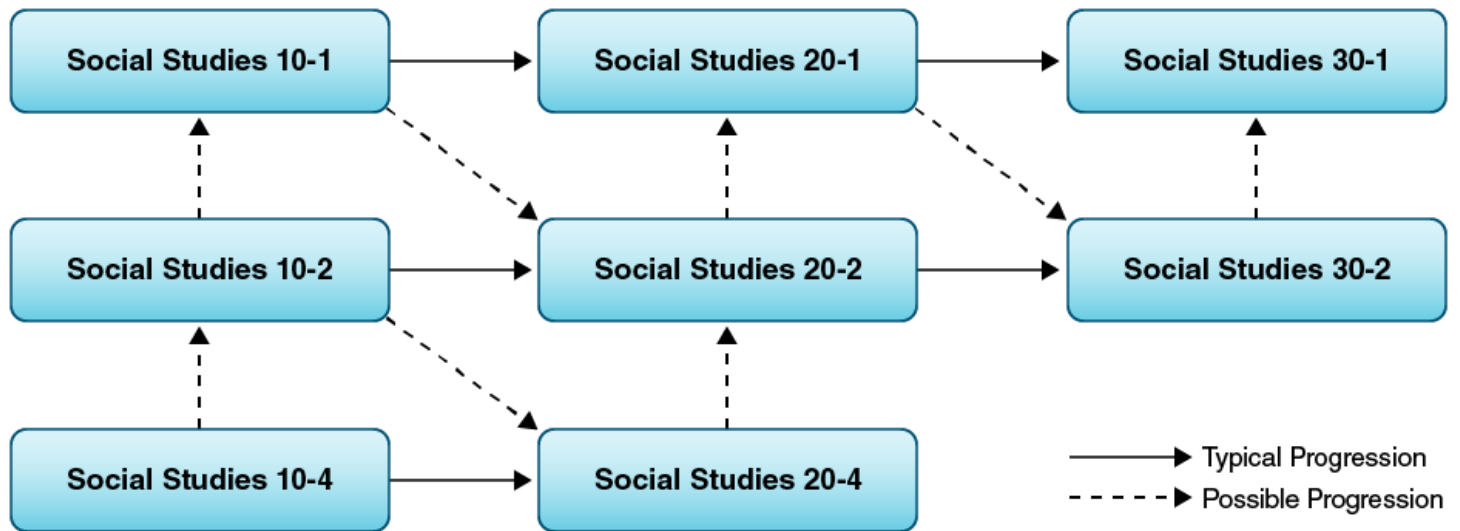 Social Studies 10-1
Social Studies 20-1
Social Studies 30-1
Social Studies 10-2
Social Studies 20-2
Social Studies 30-2
Social Studies 10-4
Social Studies 20-4
Typical Progression
Possible Progression